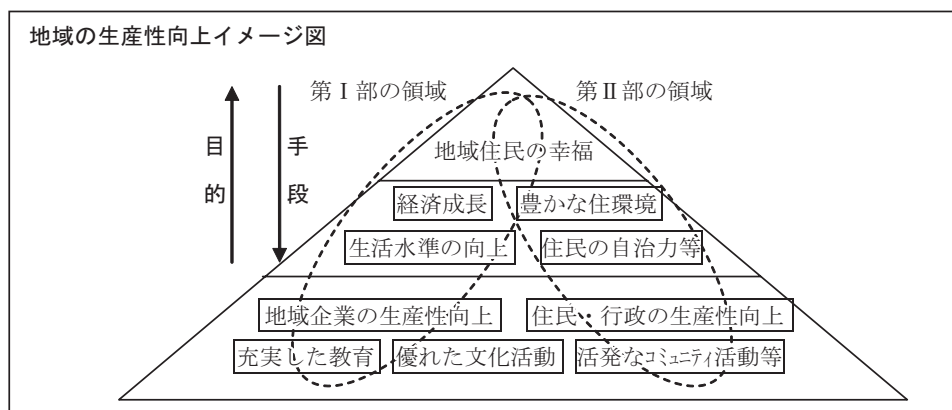 地域の生産性向上イメージ図
第Ⅰ部の領域 第Ⅱ部の領域
目的
手段
地域住民の幸福
経済成長 豊かな住環境
生活水準の向上 住民の自治力等
地域企業の生産性向上 住民・行政の生産性向上
充実した教育 優れた文化活動 活発なコミュニティ活動等